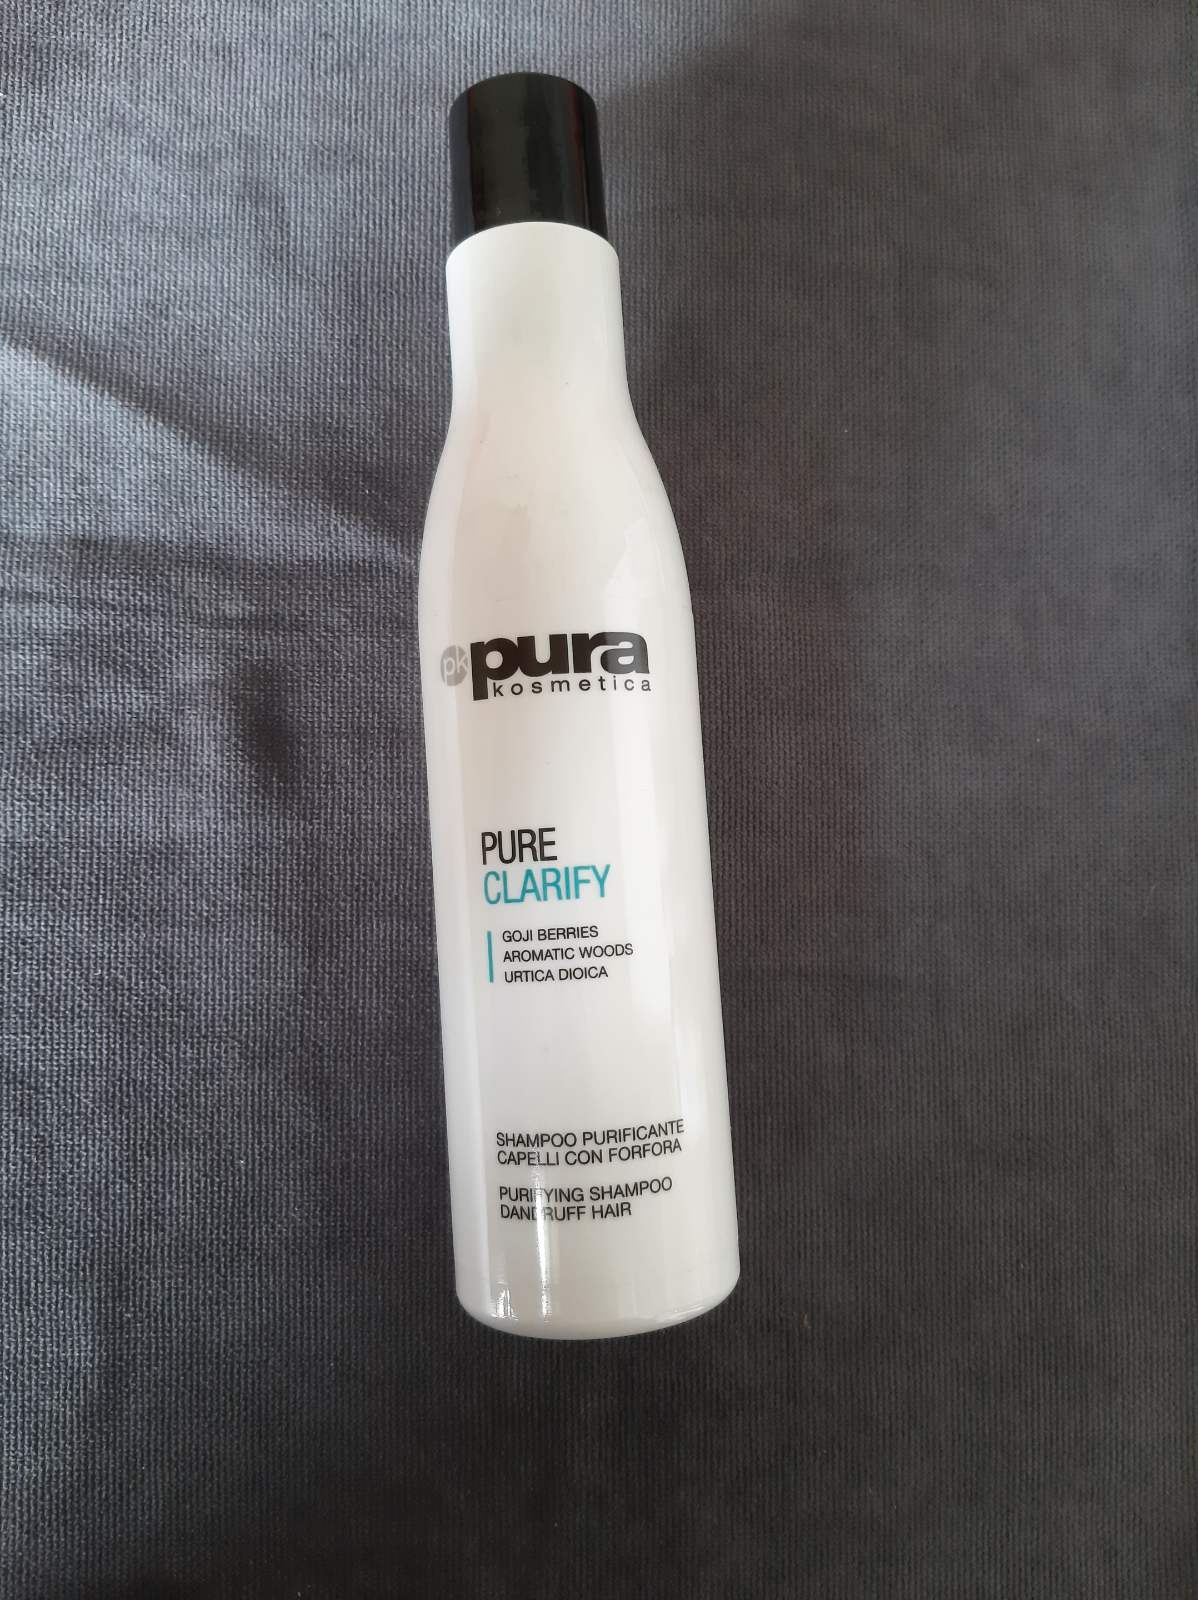 pk pura
kosmetica
PURE
CLARIFY
GOJI BERRIES
AROMATIC WOODS
URTICA DIOICA
SHAMPOO PURIFICANTE
CAPELLI CON FORFORA
PURIFYING SHAMPOO
DANDRUFF HAIR